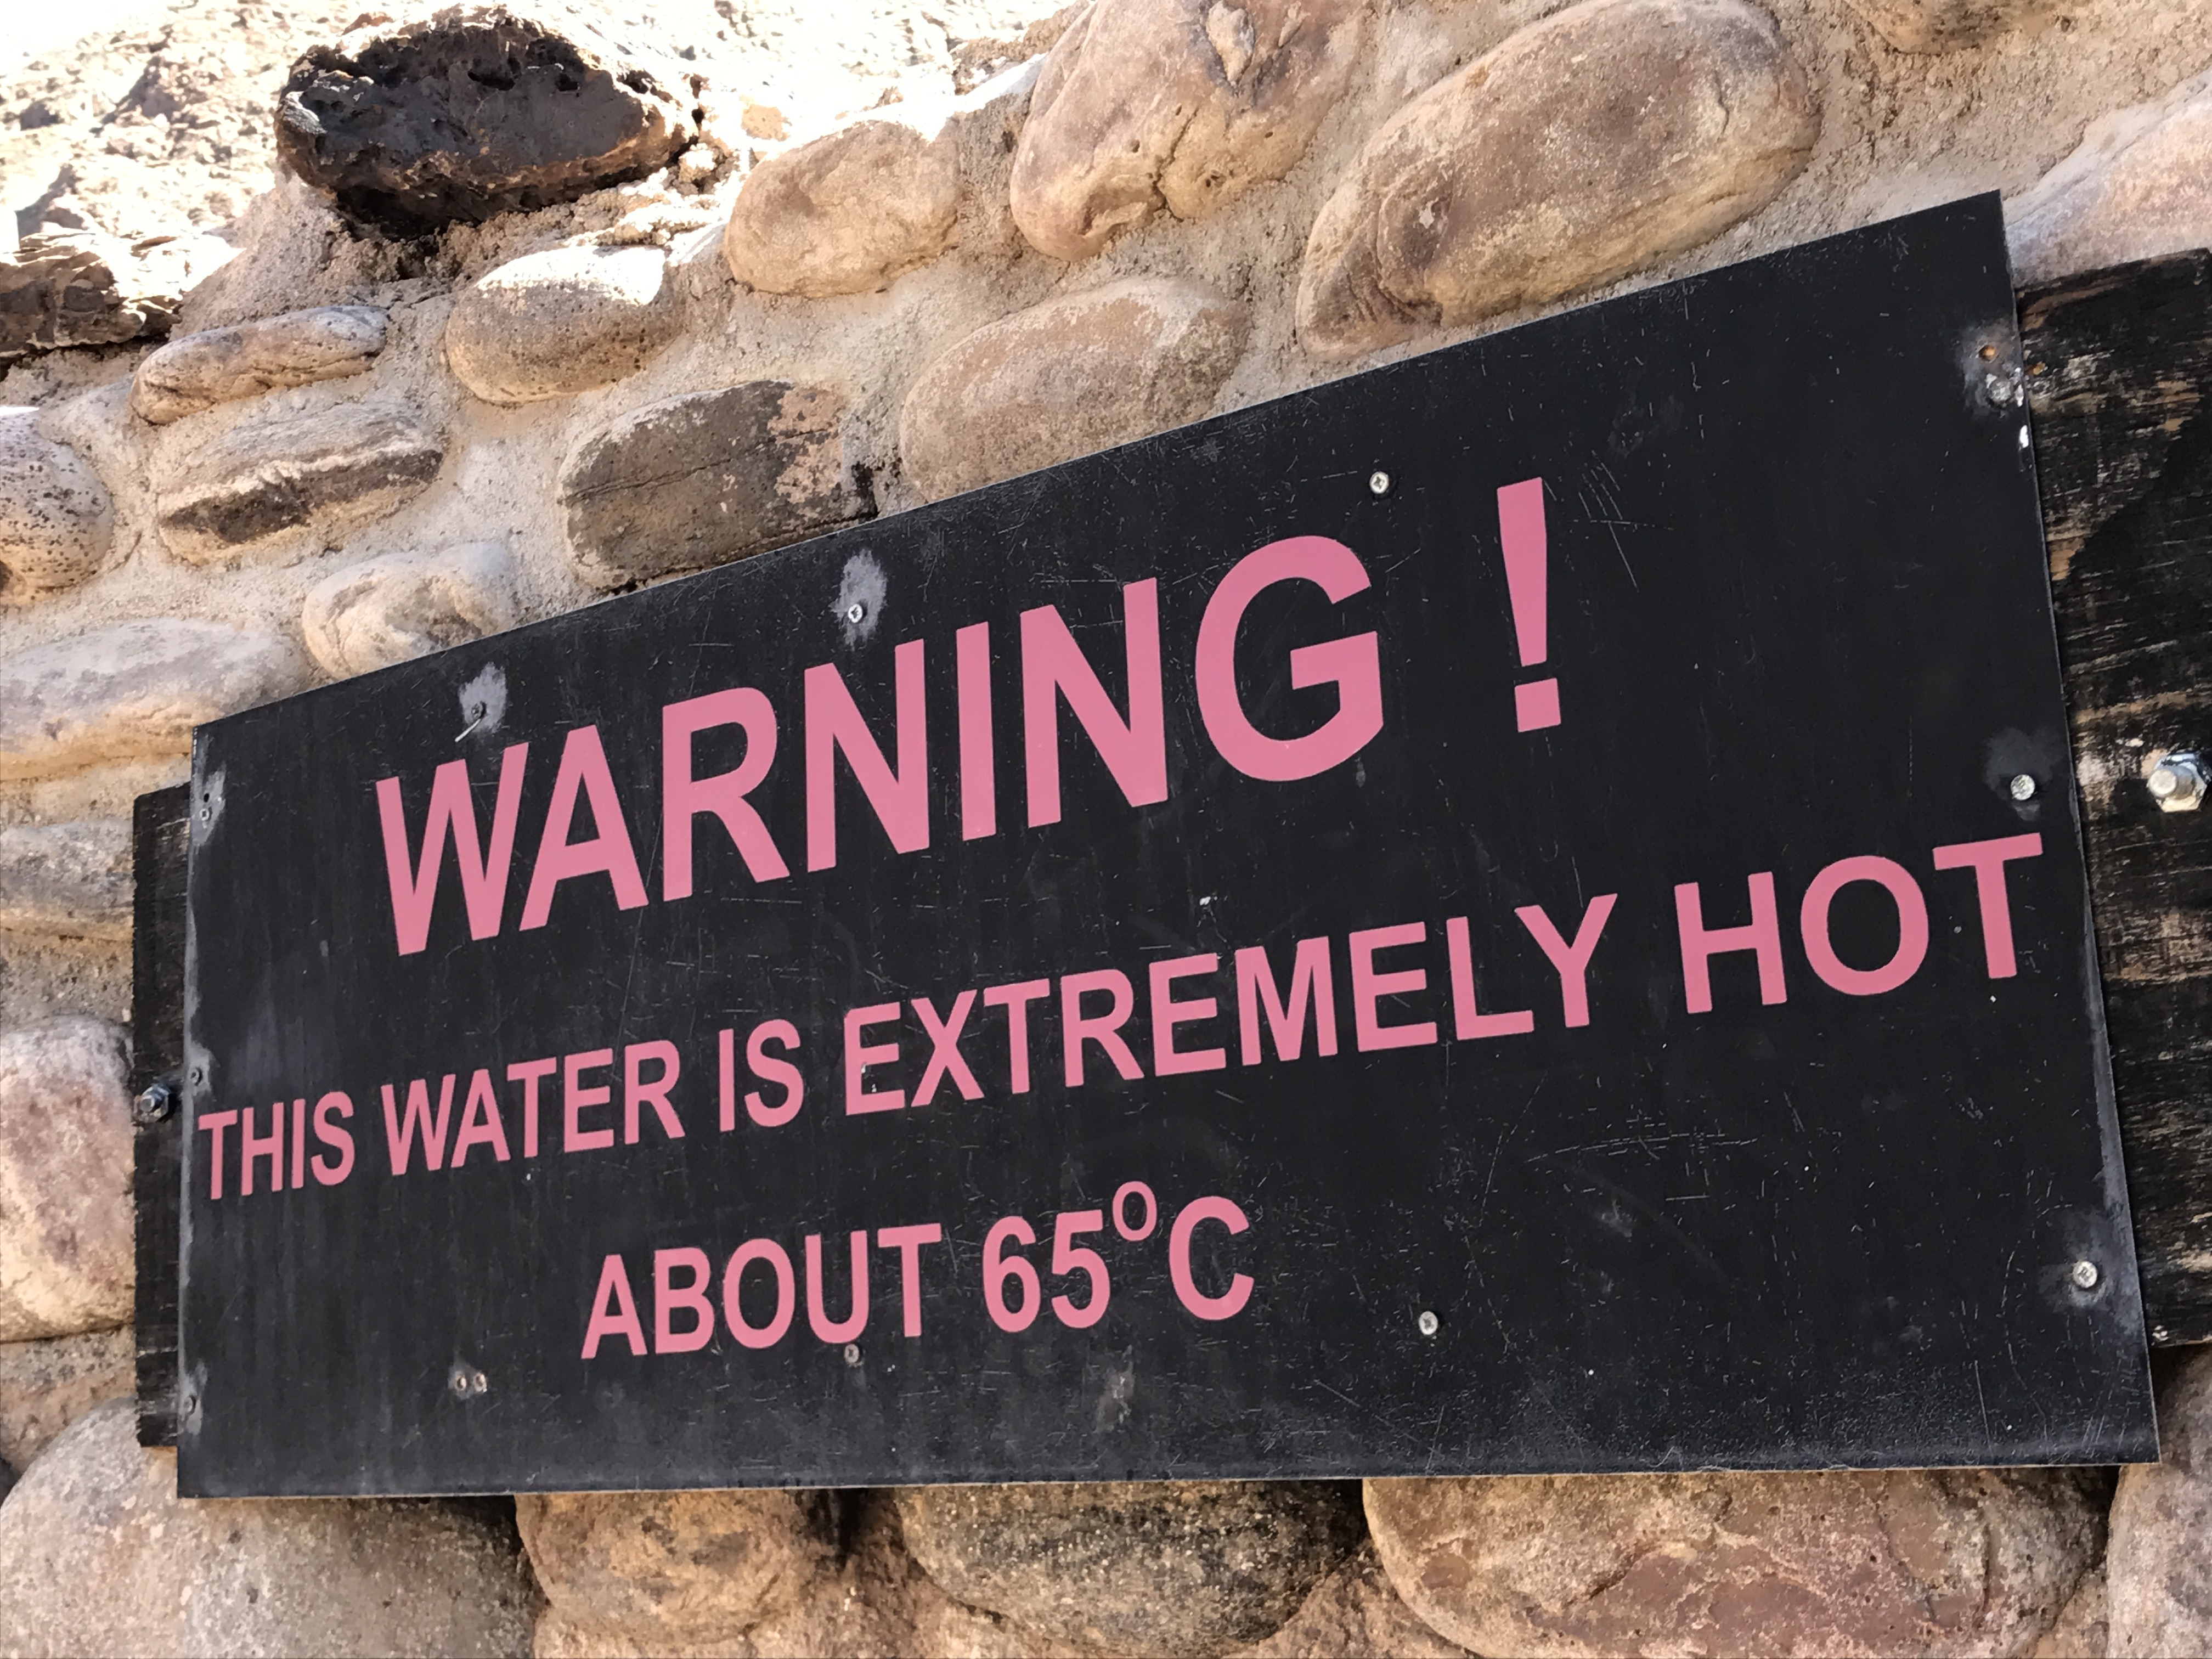 WARNING !
THIS WATER IS EXTREMELY HOT
ABOUT 65°C